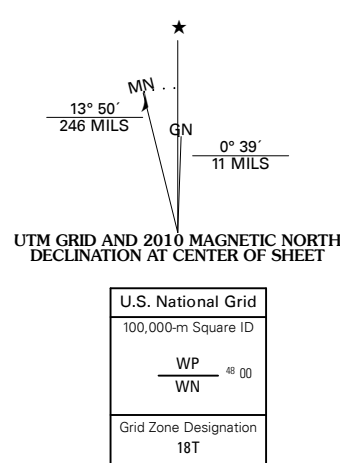 ★
MN
13° 50´
246 MILS
GN
0° 39´
11 MILS
UTM GRID AND 2010 MAGNETIC NORTH
DECLINATION AT CENTER OF SHEET
U.S. National Grid
100,000-m Square ID
WP
48 00
WN
Grid Zone Designation
18T